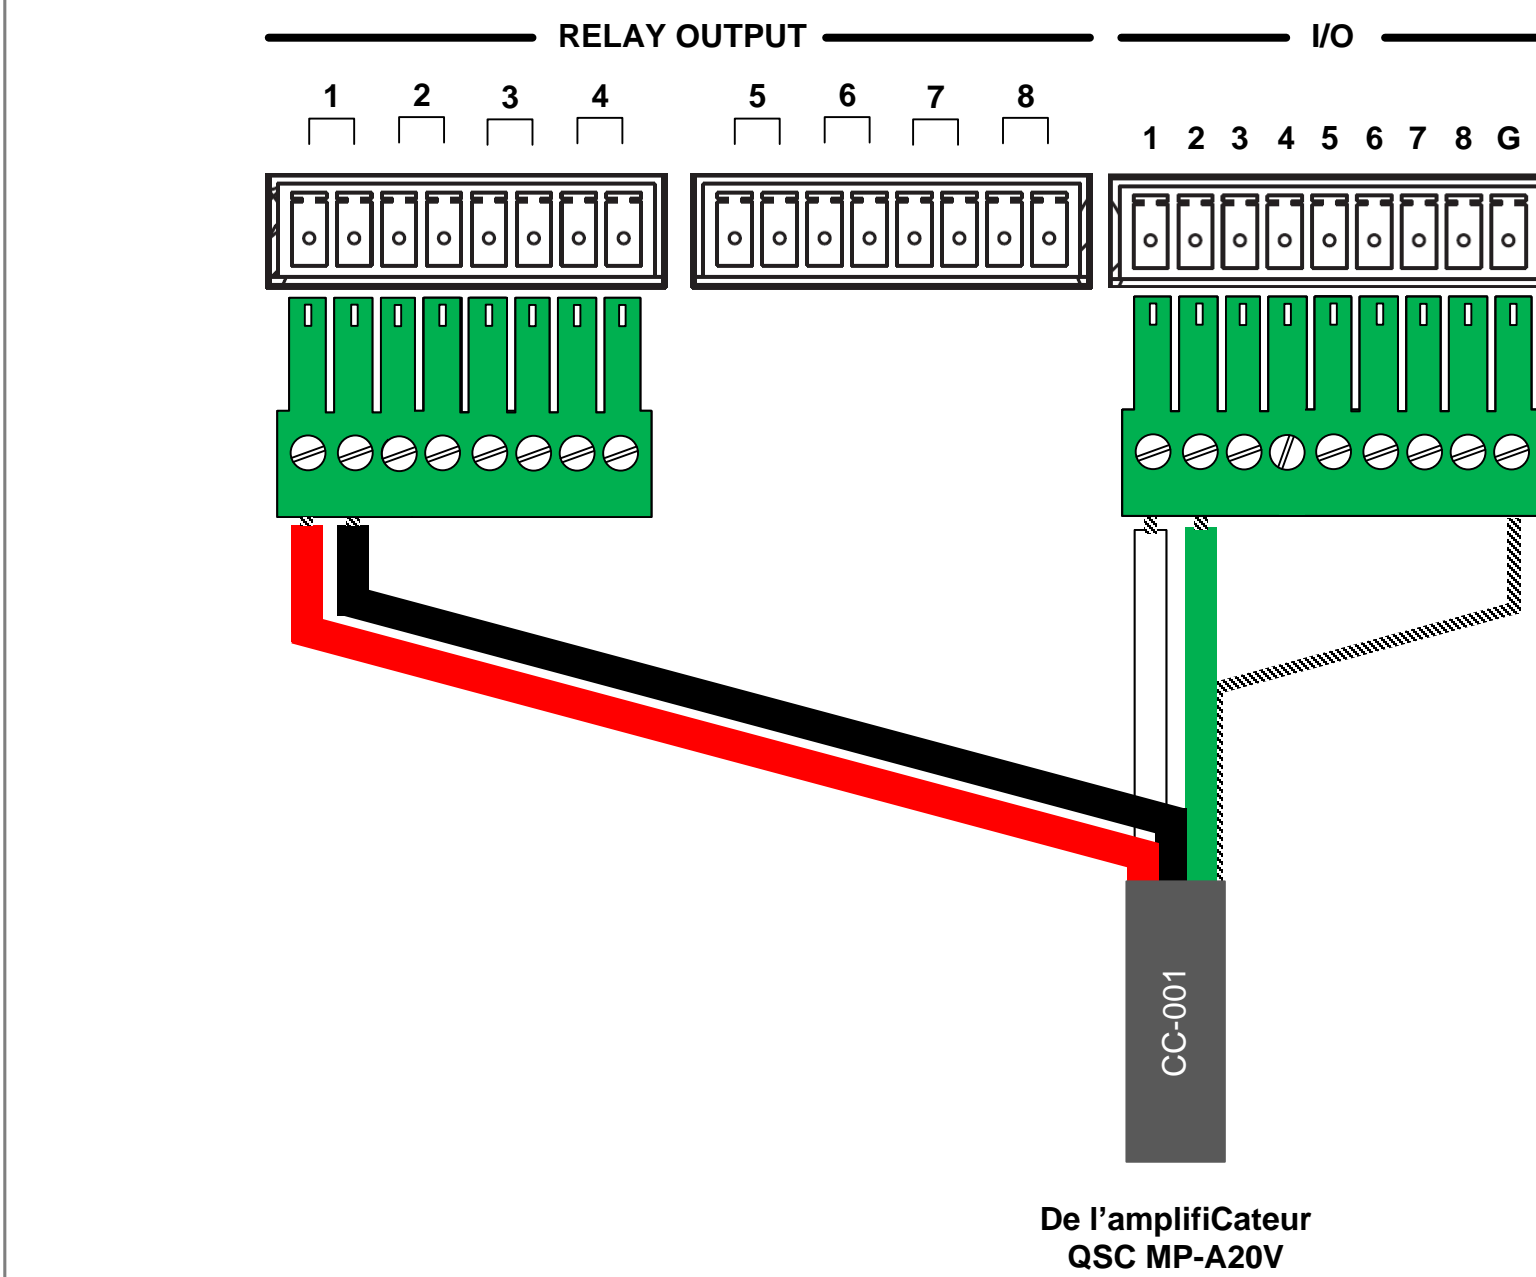 RELAY OUTPUT
I/O
1 2 3 4 5 6 7 8
1 2 3 4 5 6 7 8 G
CC-001
De l’amplifiCateur
QSC MP-A20V